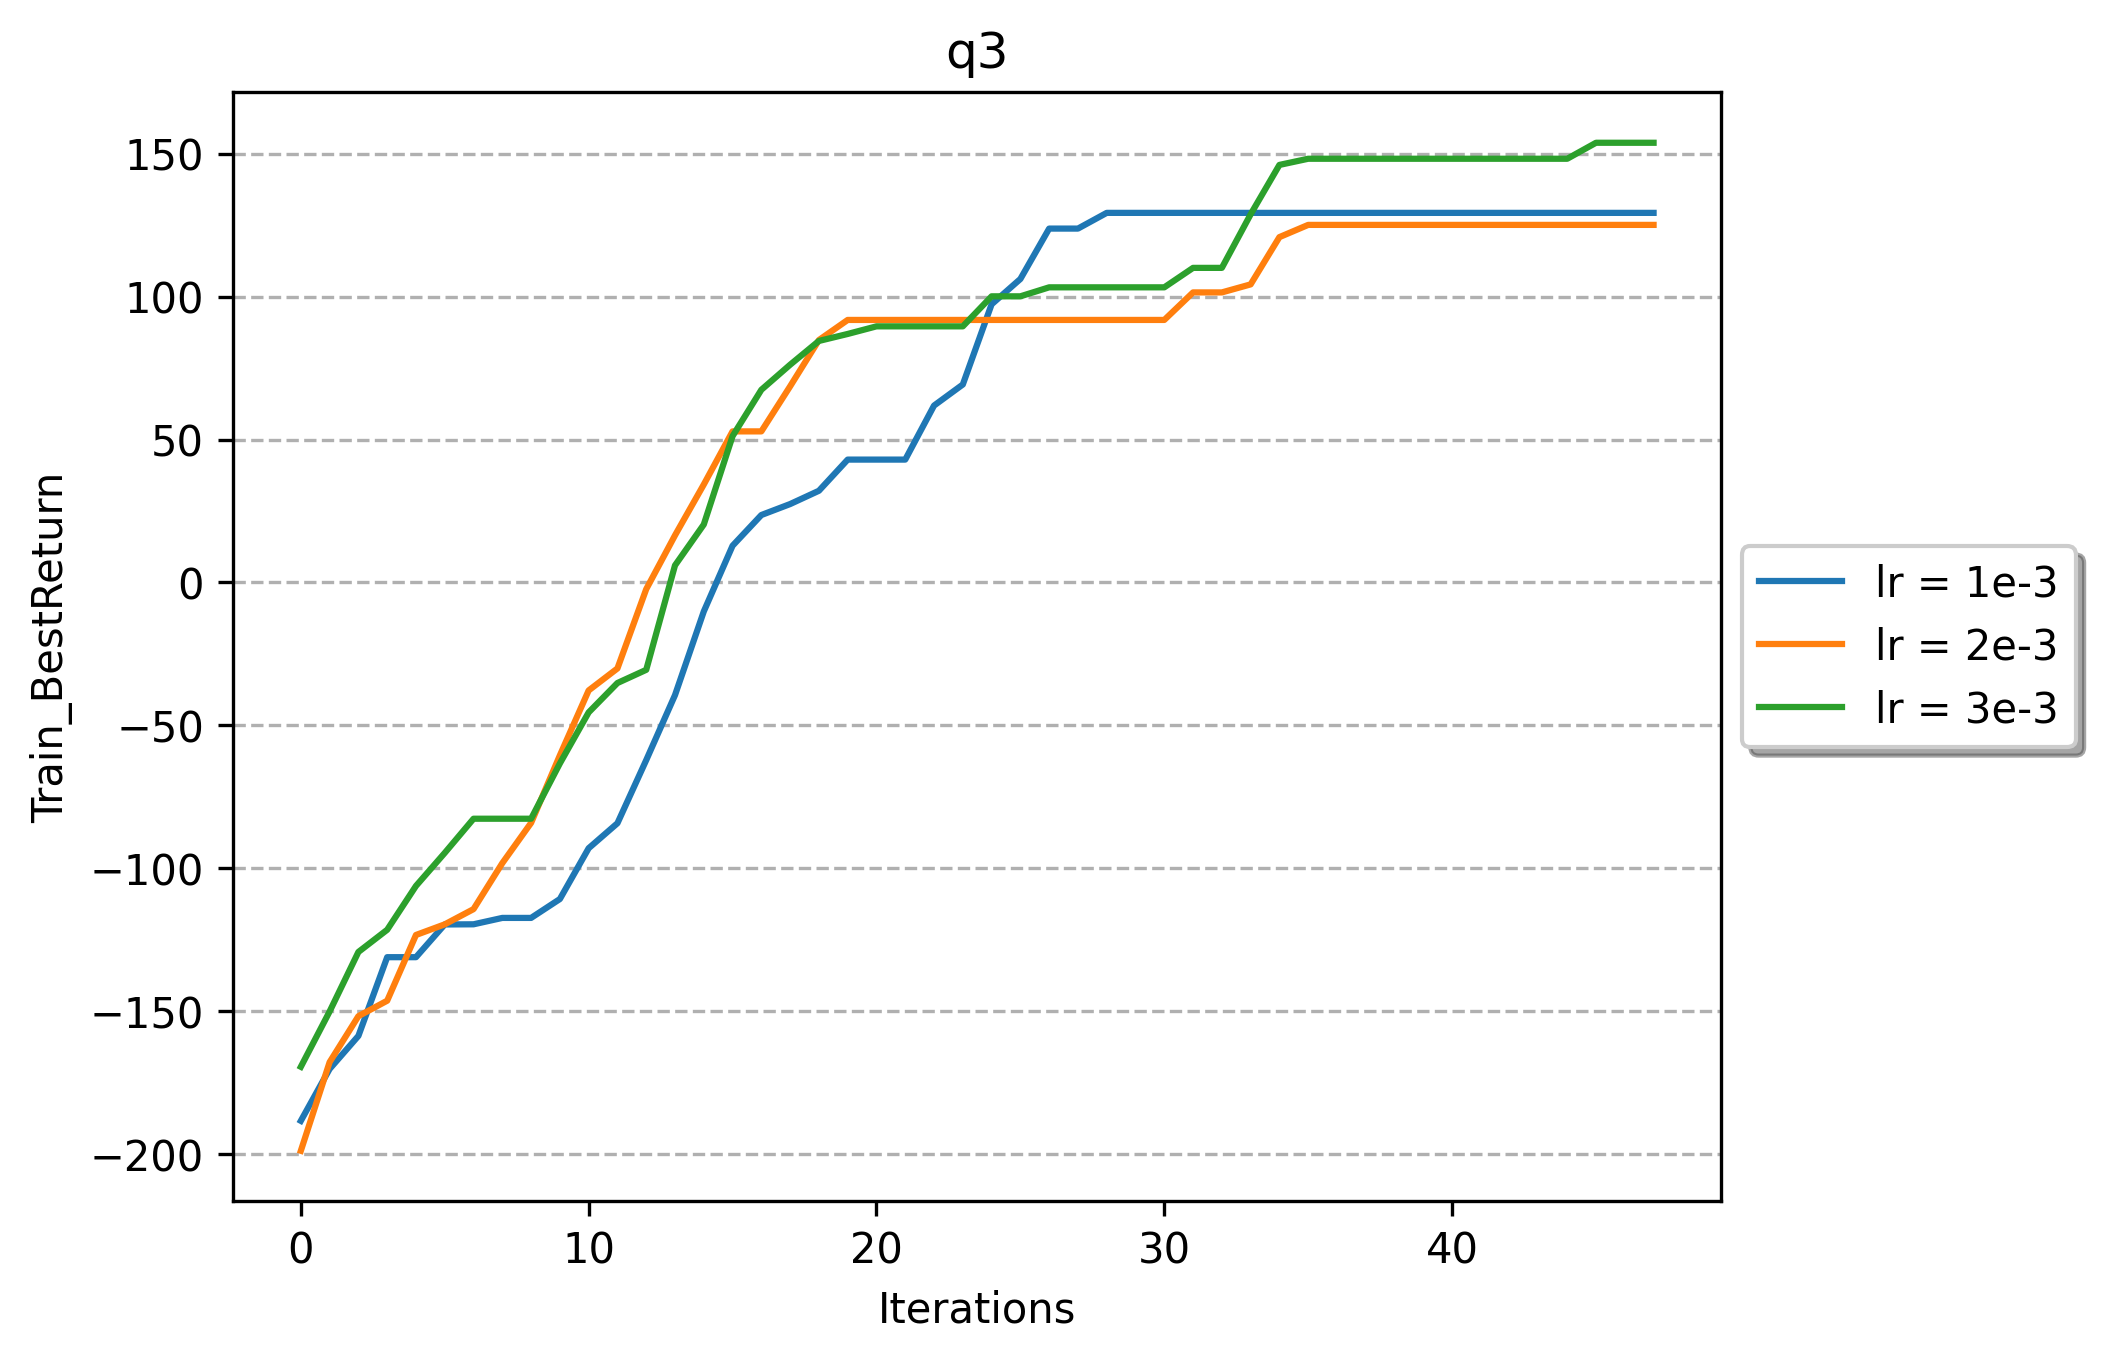 q3
Train_BestReturn
150
100
50
0
−50
−100
−150
−200
0 10 20 30 40
Iterations
lr = 1e-3
lr = 2e-3
lr = 3e-3